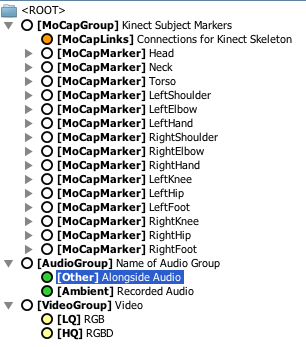 <ROOT>
[MoCapGroup] Kinect Subject Markers
[MoCapLinks] Connections for Kinect Skeleton
[MoCapMarker] Head
[MoCapMarker] Neck
[MoCapMarker] Torso
[MoCapMarker] LeftShoulder
[MoCapMarker] LeftElbow
[MoCapMarker] LeftHand
[MoCapMarker] RightShoulder
[MoCapMarker] RightElbow
[MoCapMarker] RightHand
[MoCapMarker] LeftKnee
[MoCapMarker] LeftHip
[MoCapMarker] LeftFoot
[MoCapMarker] RightKnee
[MoCapMarker] RightHip
[MoCapMarker] RightFoot
[AudioGroup] Name of Audio Group
[Other] Alongside Audio
[Ambient] Recorded Audio
[VideoGroup] Video
[LQ] RGB
[HQ] RGBD